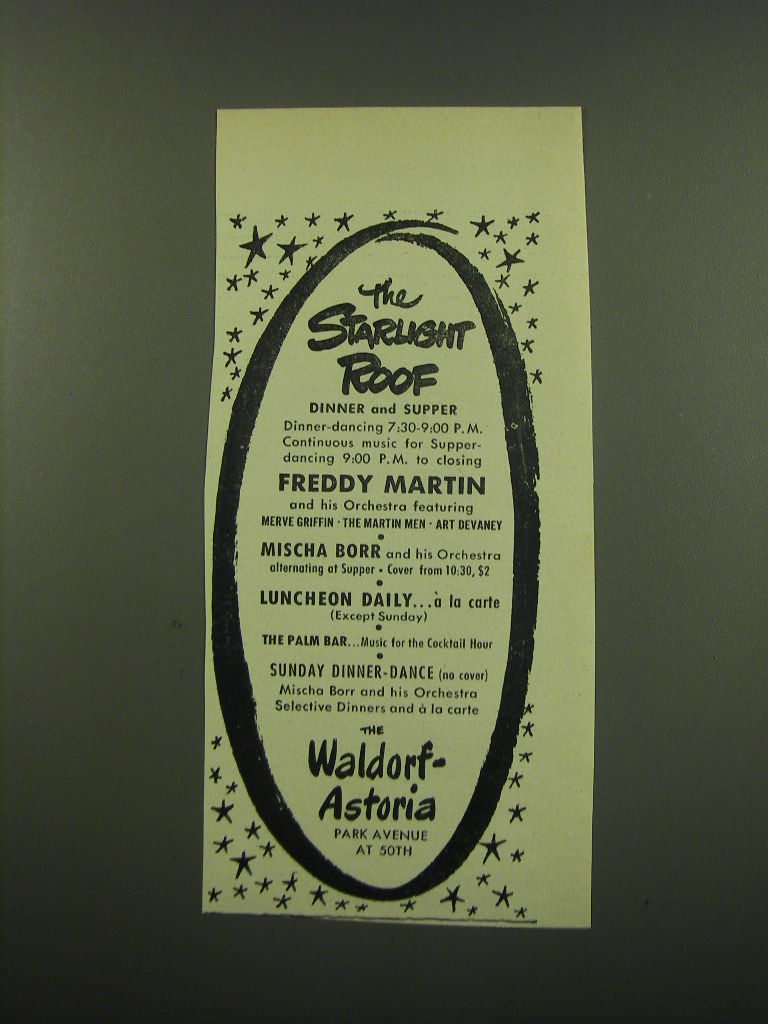 The
STARLIGHT
ROOF
DINNER and SUPPER
Dinner-dancing 7:30-9:00 P.M.
Continuous music for Supper-
dancing 9:00 P.M. to closing
FREDDY MARTIN
and his Orchestra featuring
MERVE GRIFFIN · THE MARTIN MEN · ART DEVANEY
MISCHA BORR and his Orchestra
alternating at Supper • Cover from 10:30, $2
LUNCHEON DAILY...à la carte
(Except Sunday)
THE PALM BAR...Music for the Cocktail Hour
SUNDAY DINNER-DANCE (no cover)
Mischa Borr and his Orchestra
Selective Dinners and à la carte
THE
Waldorf-
Astoria
PARK AVENUE
AT 50TH